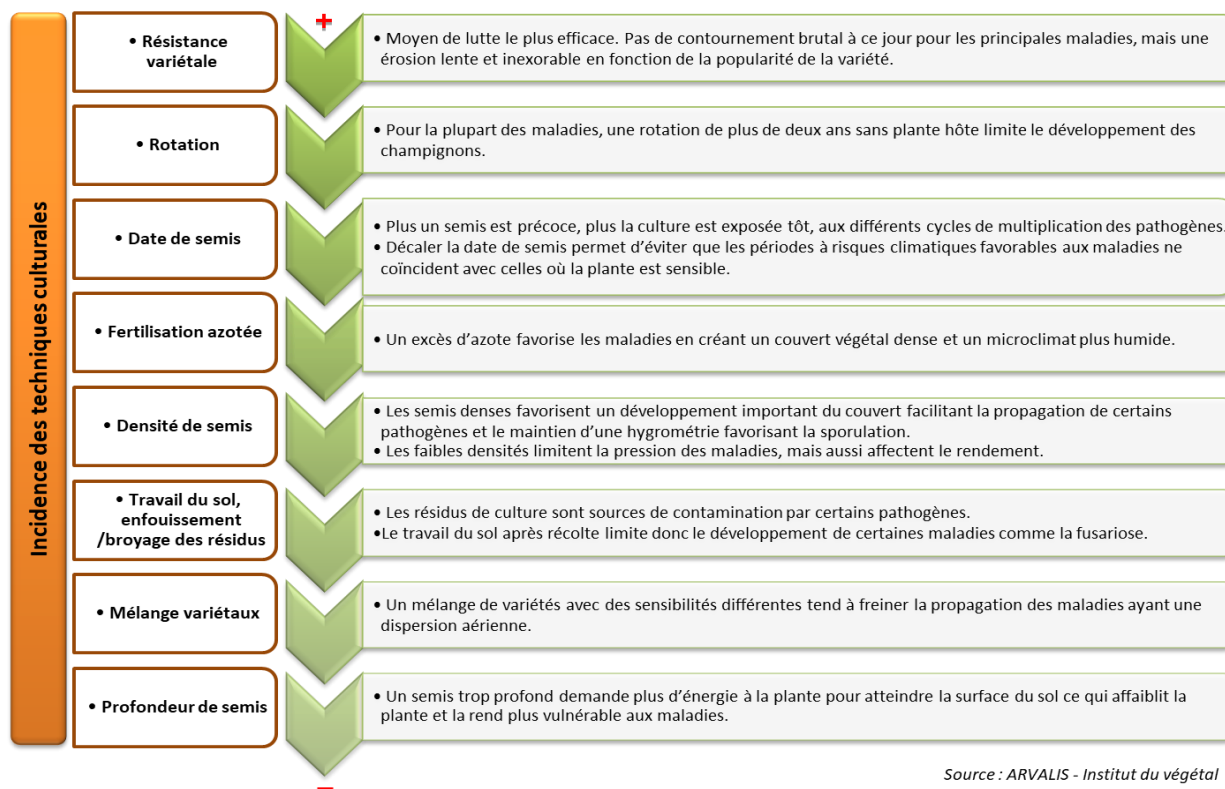 Incidence des techniques culturales
+
• Résistance
variétale
• Moyen de lutte le plus efficace. Pas de contournement brutal à ce jour pour les principales maladies, mais une
érosion lente et inexorable en fonction de la popularité de la variété.
• Rotation
• Pour la plupart des maladies, une rotation de plus de deux ans sans plante hôte limite le développement des
champignons.
• Date de semis
• Plus un semis est précoce, plus la culture est exposée tôt, aux différents cycles de multiplication des pathogènes.
• Décaler la date de semis permet d'éviter que les périodes à risques climatiques favorables aux maladies ne
coïncident avec celles où la plante est sensible.
• Fertilisation azotée
• Un excès d'azote favorise les maladies en créant un couvert végétal dense et un microclimat plus humide.
• Densité de semis
• Les semis denses favorisent un développement important du couvert facilitant la propagation de certains
pathogènes et le maintien d'une hygrométrie favorisant la sporulation.
• Les faibles densités limitent la pression des maladies, mais aussi affectent le rendement.
• Travail du sol,
enfouissement
/broyage des résidus
• Les résidus de culture sont sources de contamination par certains pathogènes.
•Le travail du sol après récolte limite donc le développement de certaines maladies comme la fusariose.
• Mélange variétaux
• Un mélange de variétés avec des sensibilités différentes tend à freiner la propagation des maladies ayant une
dispersion aérienne.
• Profondeur de semis
• Un semis trop profond demande plus d'énergie à la plante pour atteindre la surface du sol ce qui affaiblit la
plante et la rend plus vulnérable aux maladies.
–
Source : ARVALIS - Institut du végétal